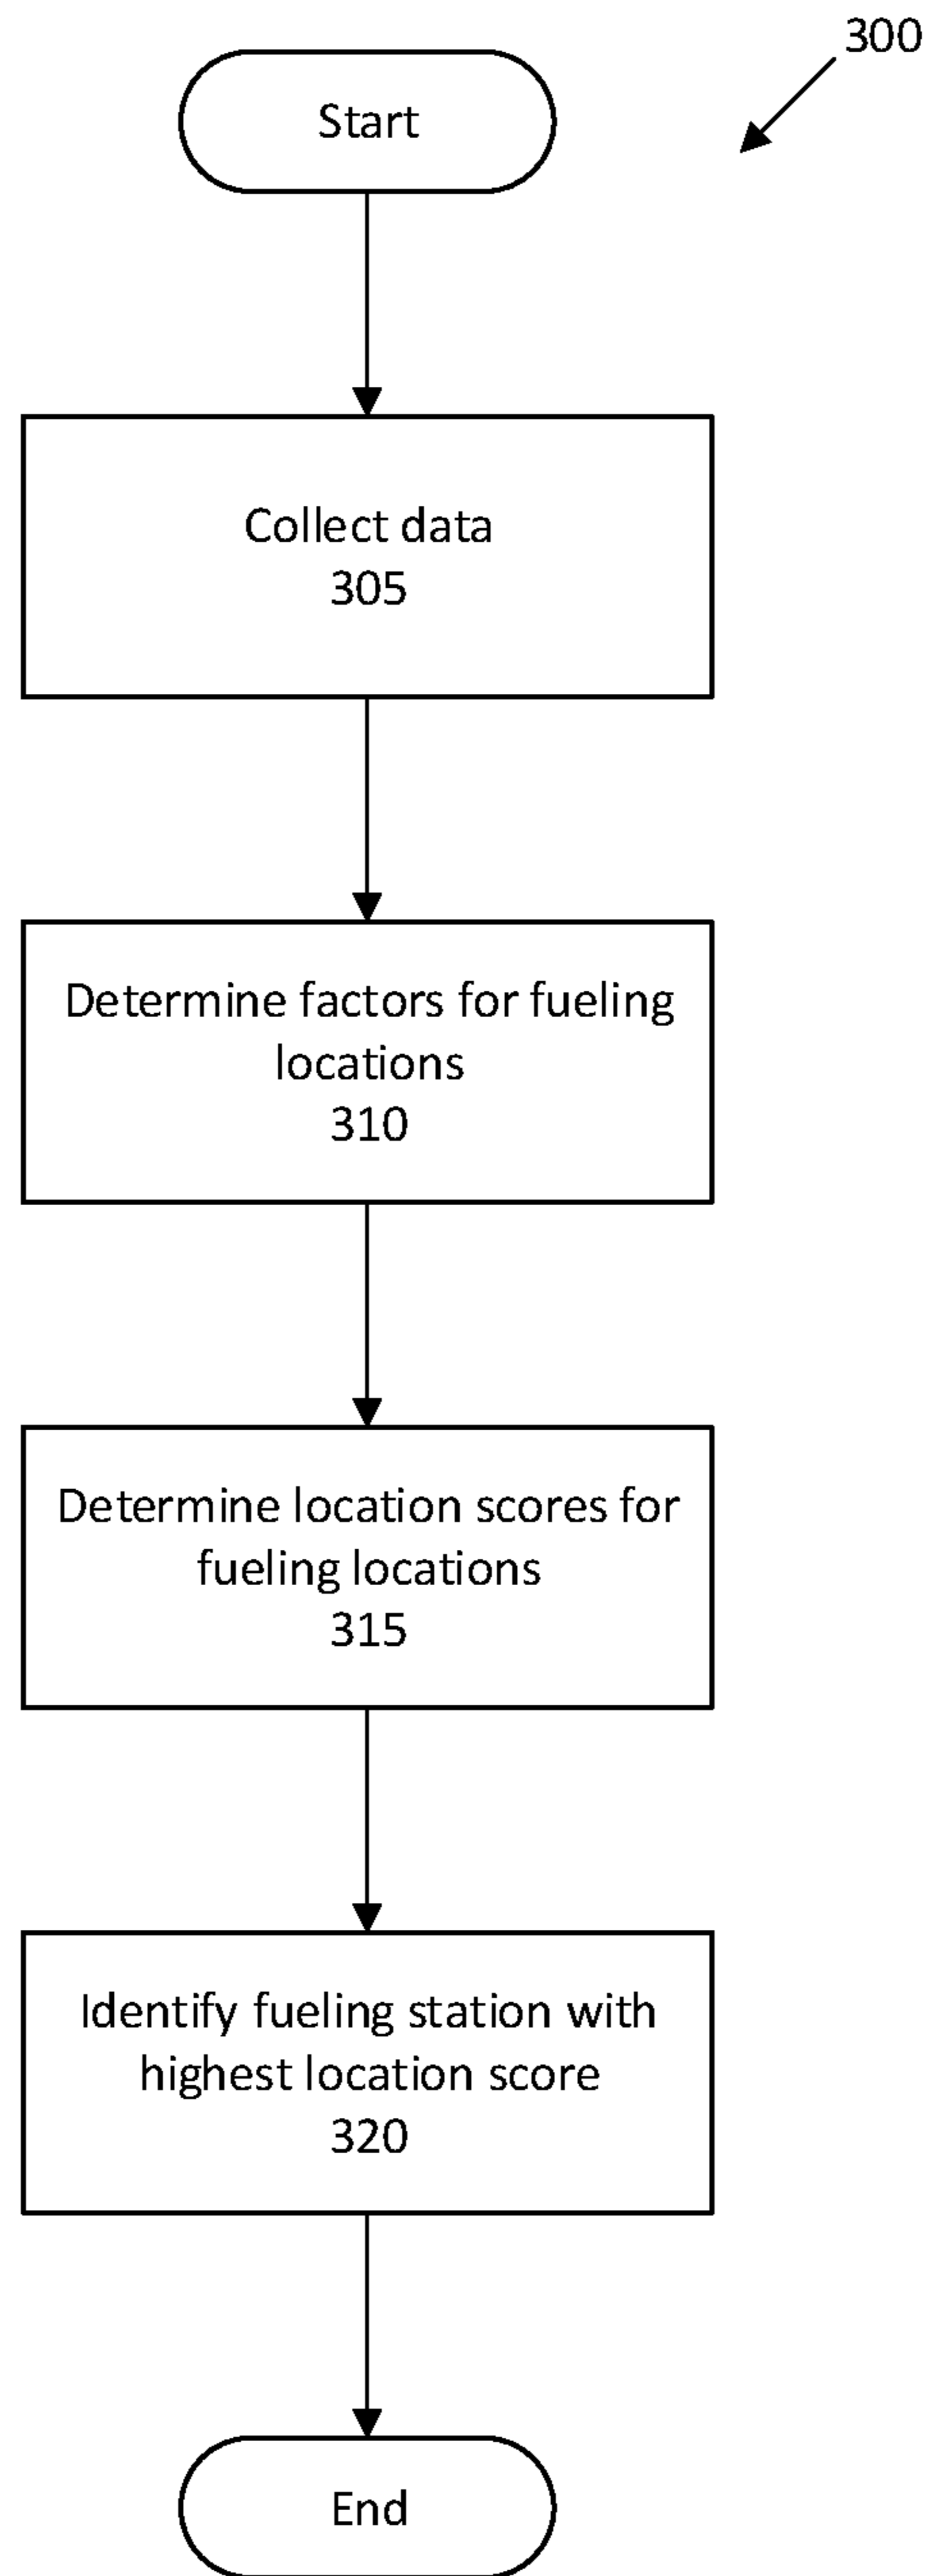 300
Start
Collect data
305
Determine factors for fueling
locations
310
Determine location scores for
fueling locations
315
Identify fueling station with
highest location score
320
End